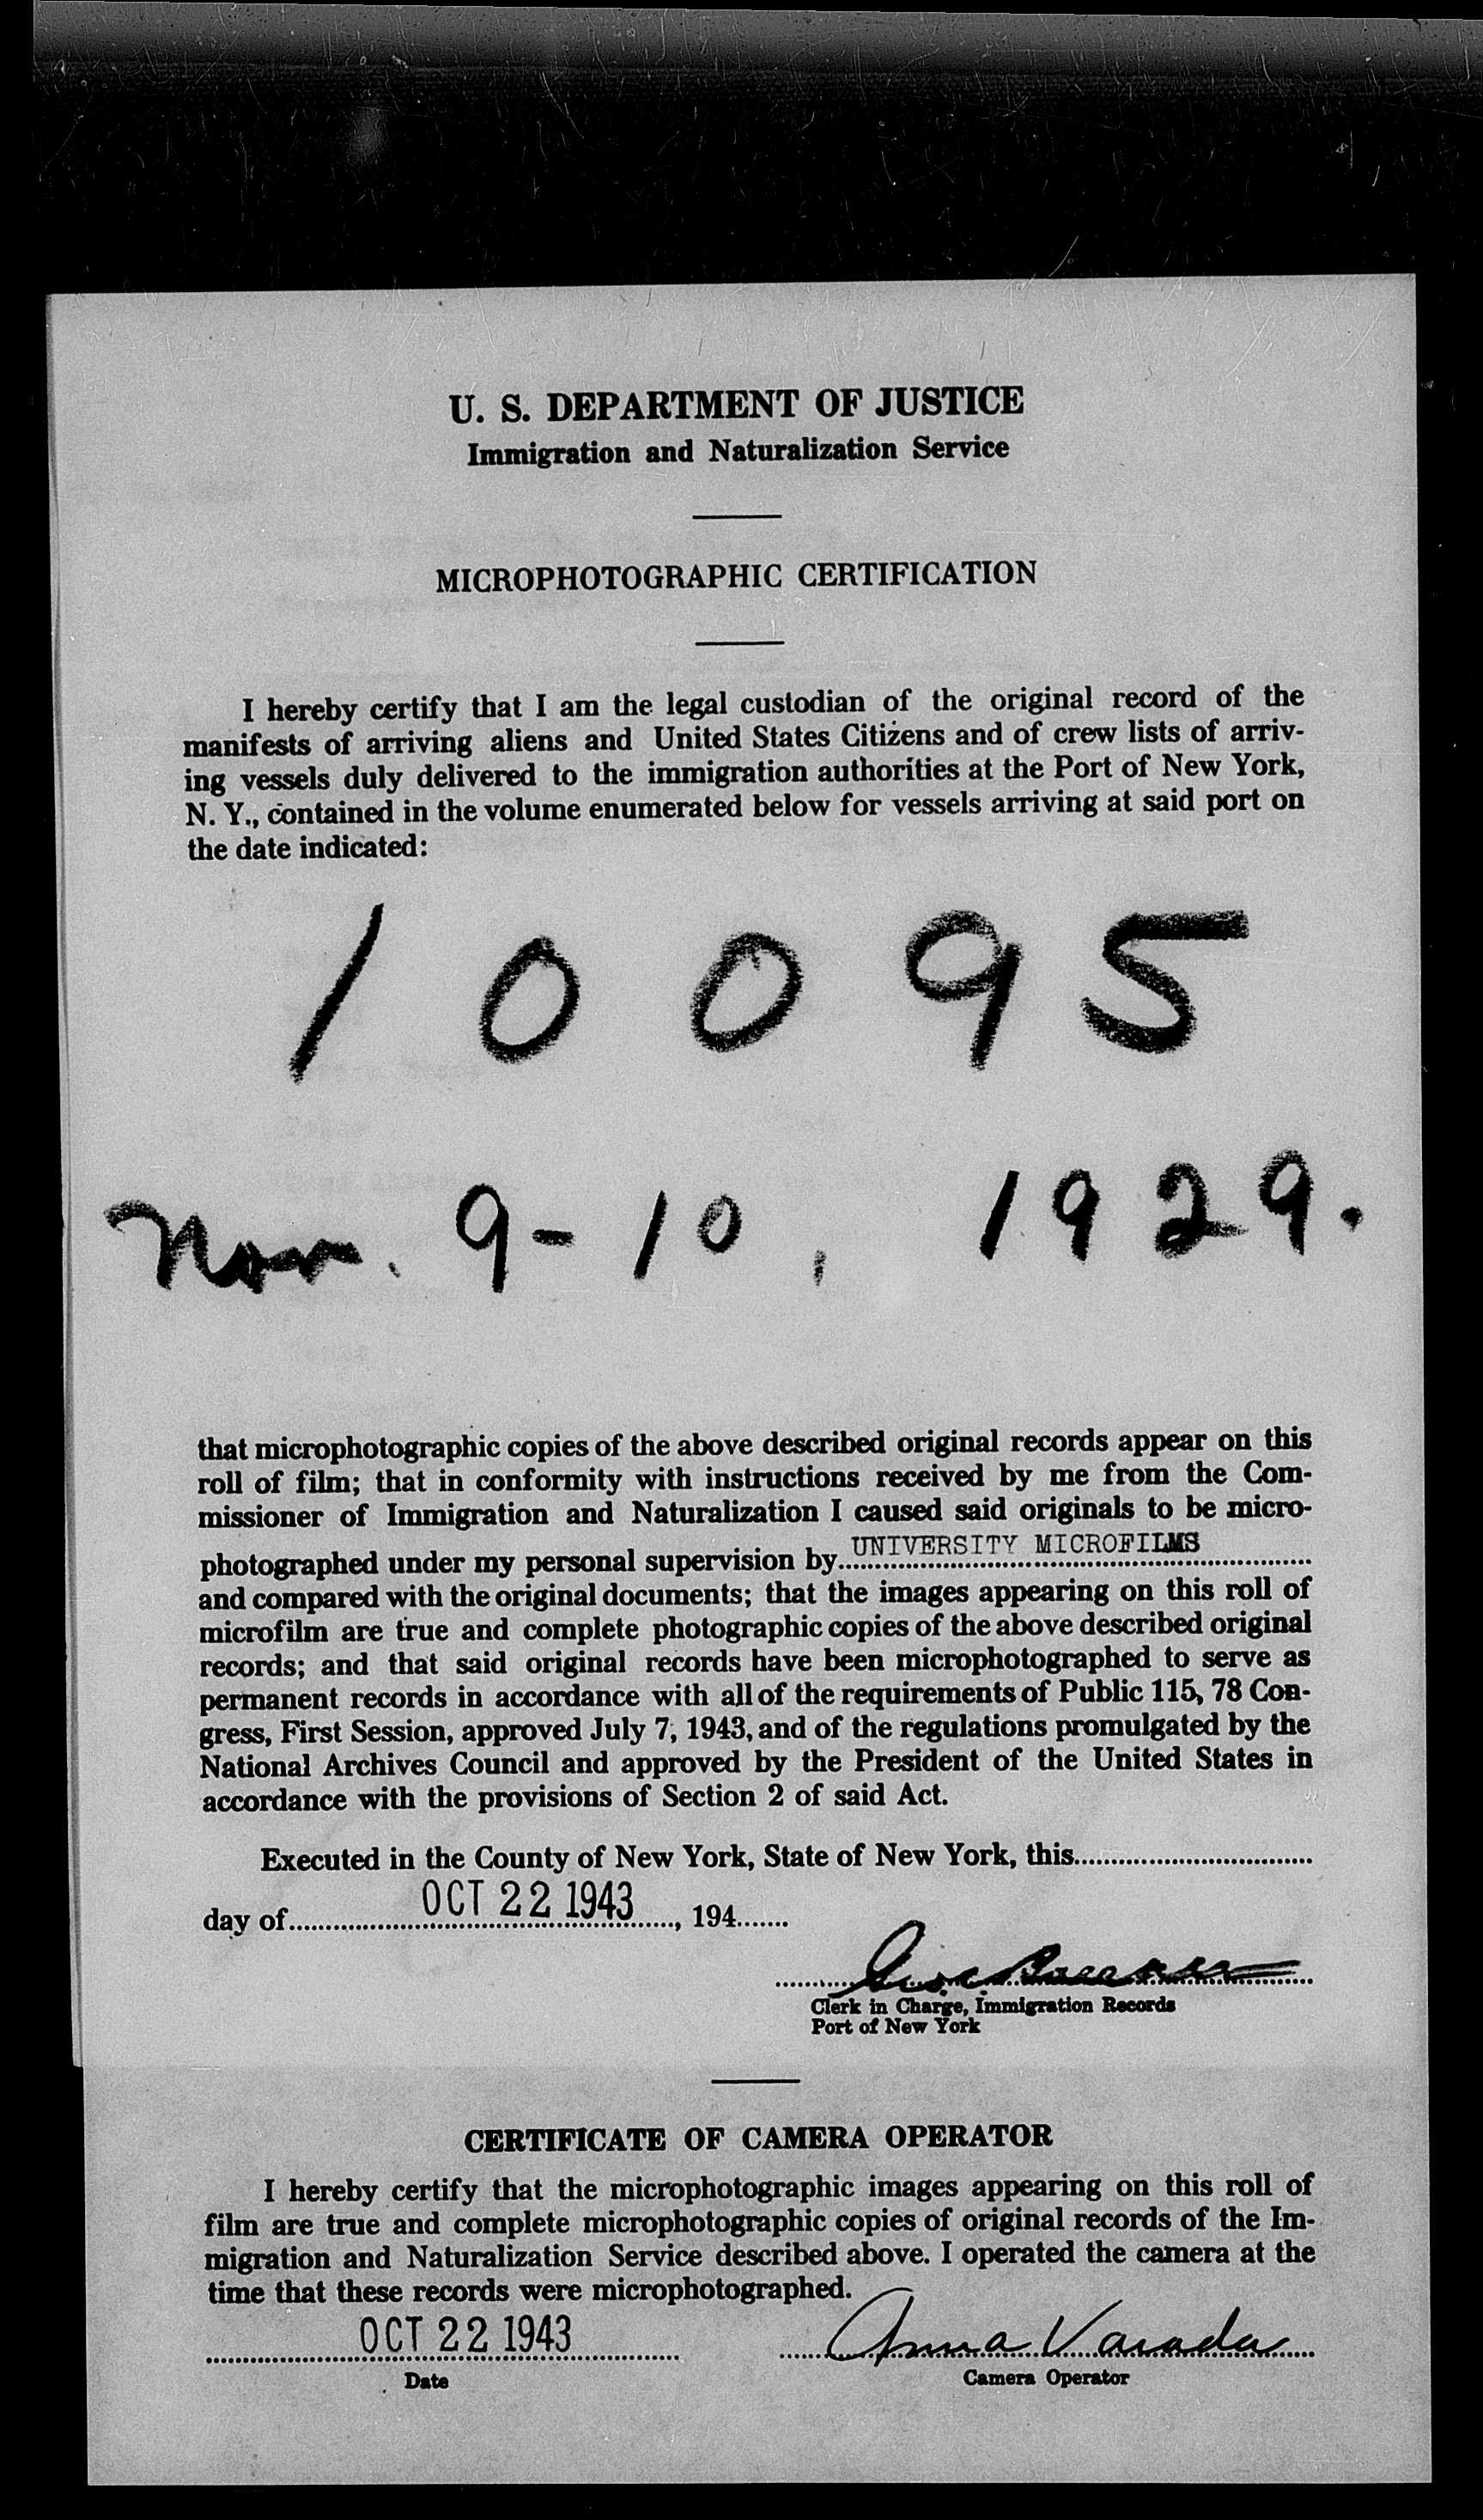 U. S. DEPARTMENT OF JUSTICE
Immigration and Naturalization Service
MICROPHOTOGRAPHIC CERTIFICATION
I hereby certify that I am the legal custodian of the original record of the
manifests of arriving aliens and United States Citizens and of crew lists of arriv-
ing vessels duly delivered to the immigration authorities at the Port of New York,
N. Y., contained in the volume enumerated below for vessels arriving at said port on
the date indicated:
10095
Nov. 9-10, 1929.
that microphotographic copies of the above described original records appear on this
roll of film; that in conformity with instructions received by me from the Com-
missioner of Immigration and Naturalization I caused said originals to be micro-
photographed under my personal supervision by UNIVERSITY MICROFILMS
and compared with the original documents; that the images appearing on this roll of
microfilm are true and complete photographic copies of the above described original
records; and that said original records have been microphotographed to serve as
permanent records in accordance with all of the requirements of Public 115, 78 Con-
gress, First Session, approved July 7, 1943, and of the regulations promulgated by the
National Archives Council and approved by the President of the United States in
accordance with the provisions of Section 2 of said Act.
Executed in the County of New York, State of New York, this
day of OCT 22 1943, 194
Clerk in Charge, Immigration Records
Port of New York
CERTIFICATE OF CAMERA OPERATOR
I hereby certify that the microphotographic images appearing on this roll of
film are true and complete microphotographic copies of original records of the Im-
migration and Naturalization Service described above. I operated the camera at the
time that these records were microphotographed.
OCT 22 1943 Anna Varada
Date Camera Operator